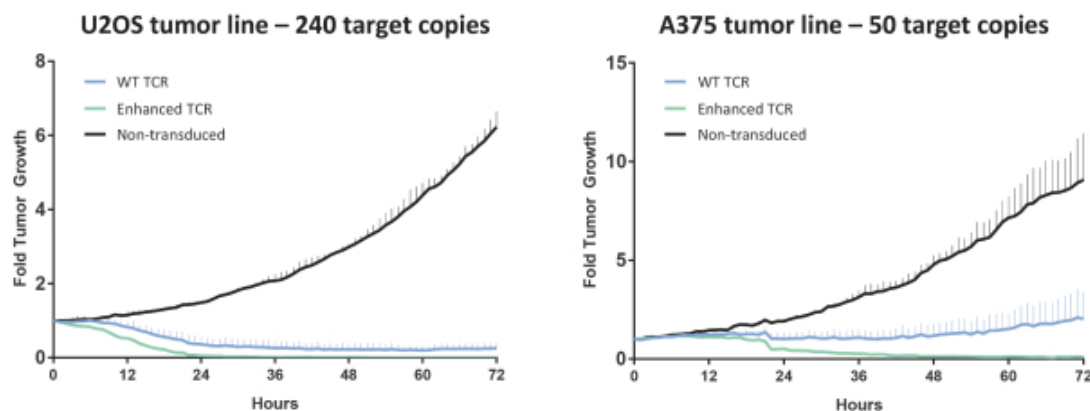 U2OS tumor line – 240 target copies
8
6
4
2
0
Fold Tumor Growth
WT TCR
Enhanced TCR
Non-transduced
0 12 24 36 48 60 72
Hours
A375 tumor line – 50 target copies
15
10
5
0
Fold Tumor Growth
WT TCR
Enhanced TCR
Non-transduced
0 12 24 36 48 60 72
Hours